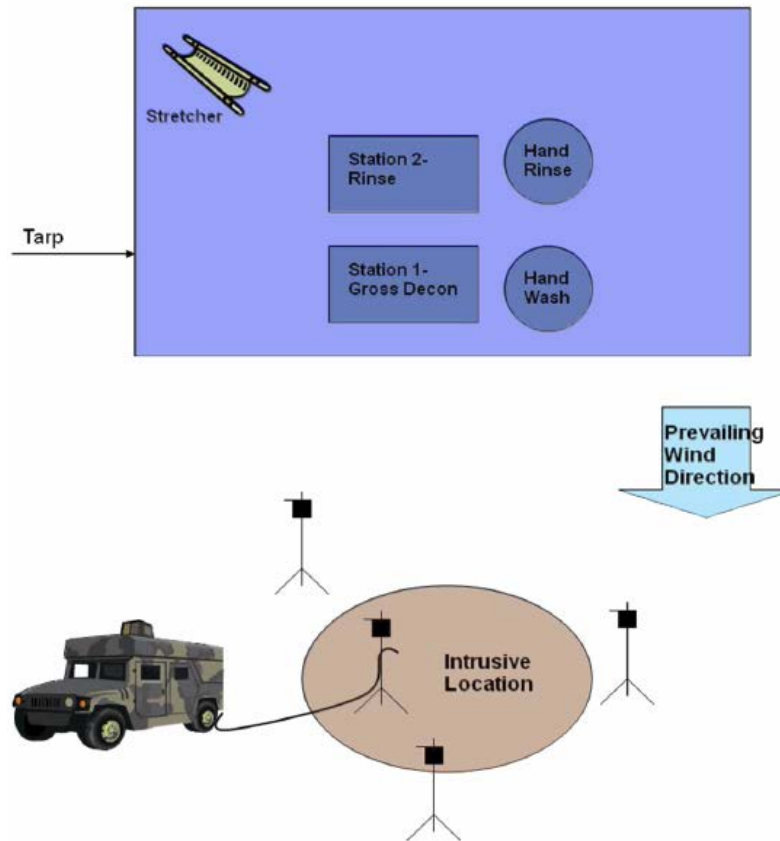 Stretcher
Station 2-
Rinse
Hand
Rinse
Tarp
Station 1-
Gross Decon
Hand
Wash
Prevailing
Wind
Direction
Intrusive
Location